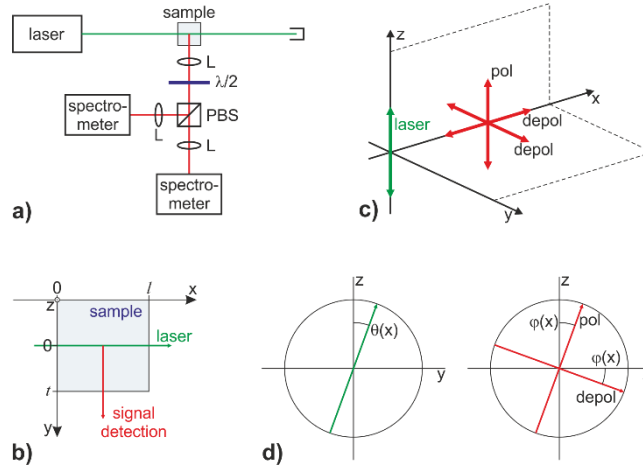 sample
laser
L
λ/2
spectro-
meter
PBS
L
L
spectro-
meter
a)
z
pol
x
laser
depol
depol
y
c)
0
l
x
z
sample
0
laser
t
signal
detection
y
b)
z
θ(x)
y
z
φ(x)
pol
φ(x)
depol
d)